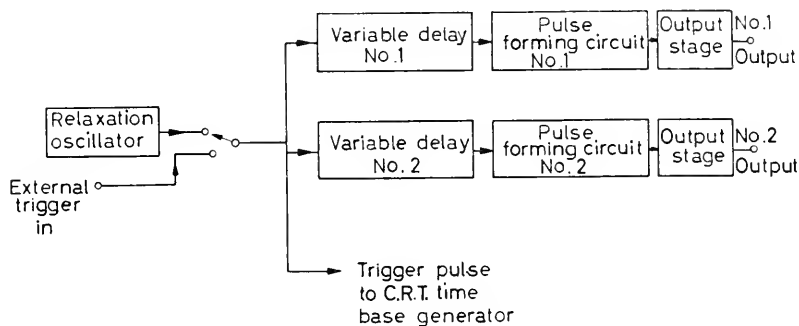 Variable delay
No.1
Pulse
forming circuit
No.1
Output
stage
No.1
Output
Relaxation
oscillator
Variable delay
No. 2
Pulse
forming circuit
No. 2
Output
stage
No.2
Output
External
trigger
in
Trigger pulse
to C.R.T. time
base generator